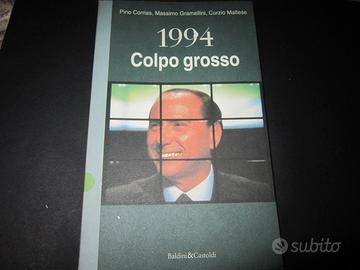 Pino Corrias, Massimo Gramellini, Curzio Maltese
1994
Colpo grosso
Baldini&Castoldi
subito